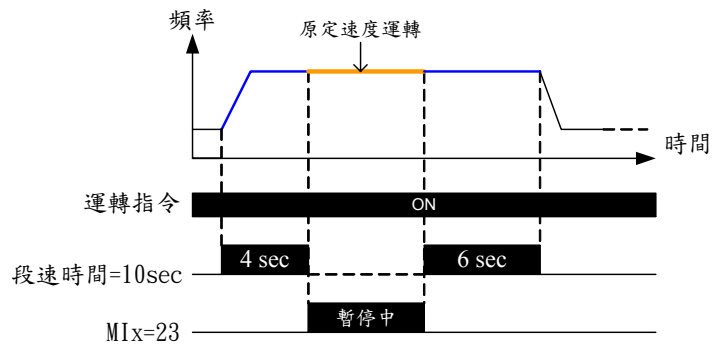 頻率
原定速度運轉
時間
運轉指令
ON
段速時間=10sec
4 sec
6 sec
MIx=23
暫停中